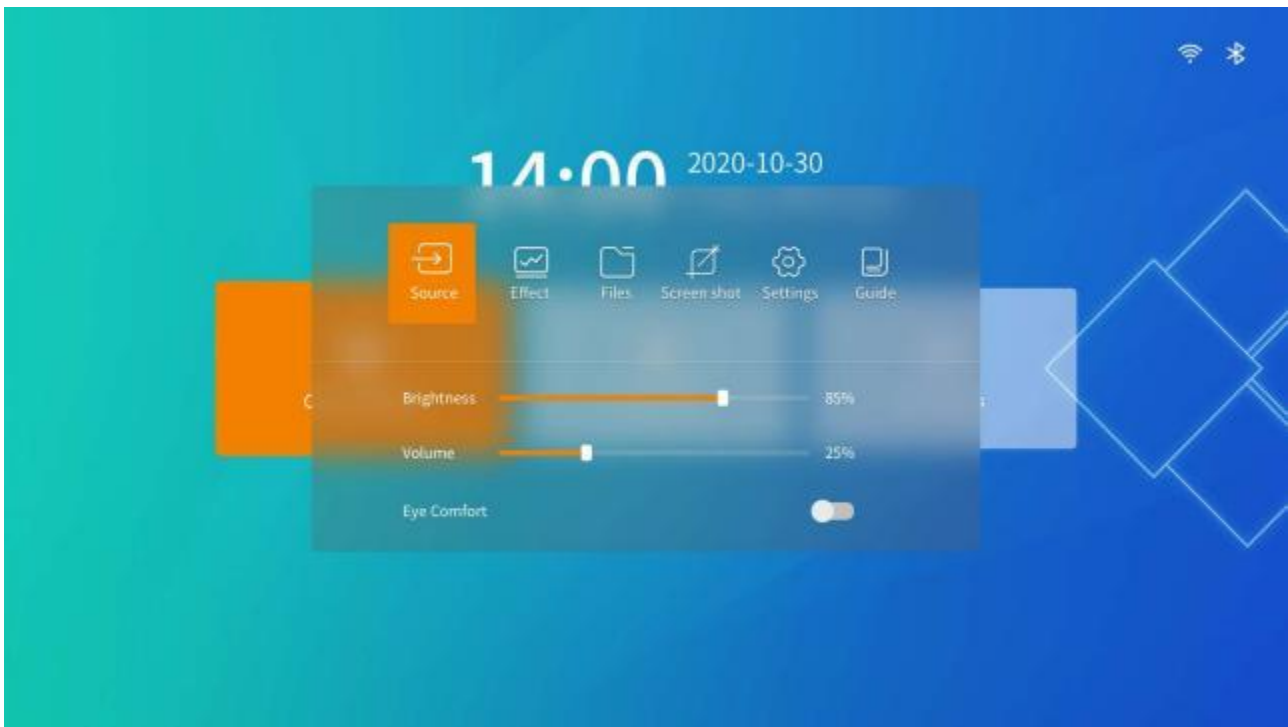 14:00 2020-10-30
Source Effect Files Screen shot Settings Guide
Brightness 85%
Volume 25%
Eye Comfort